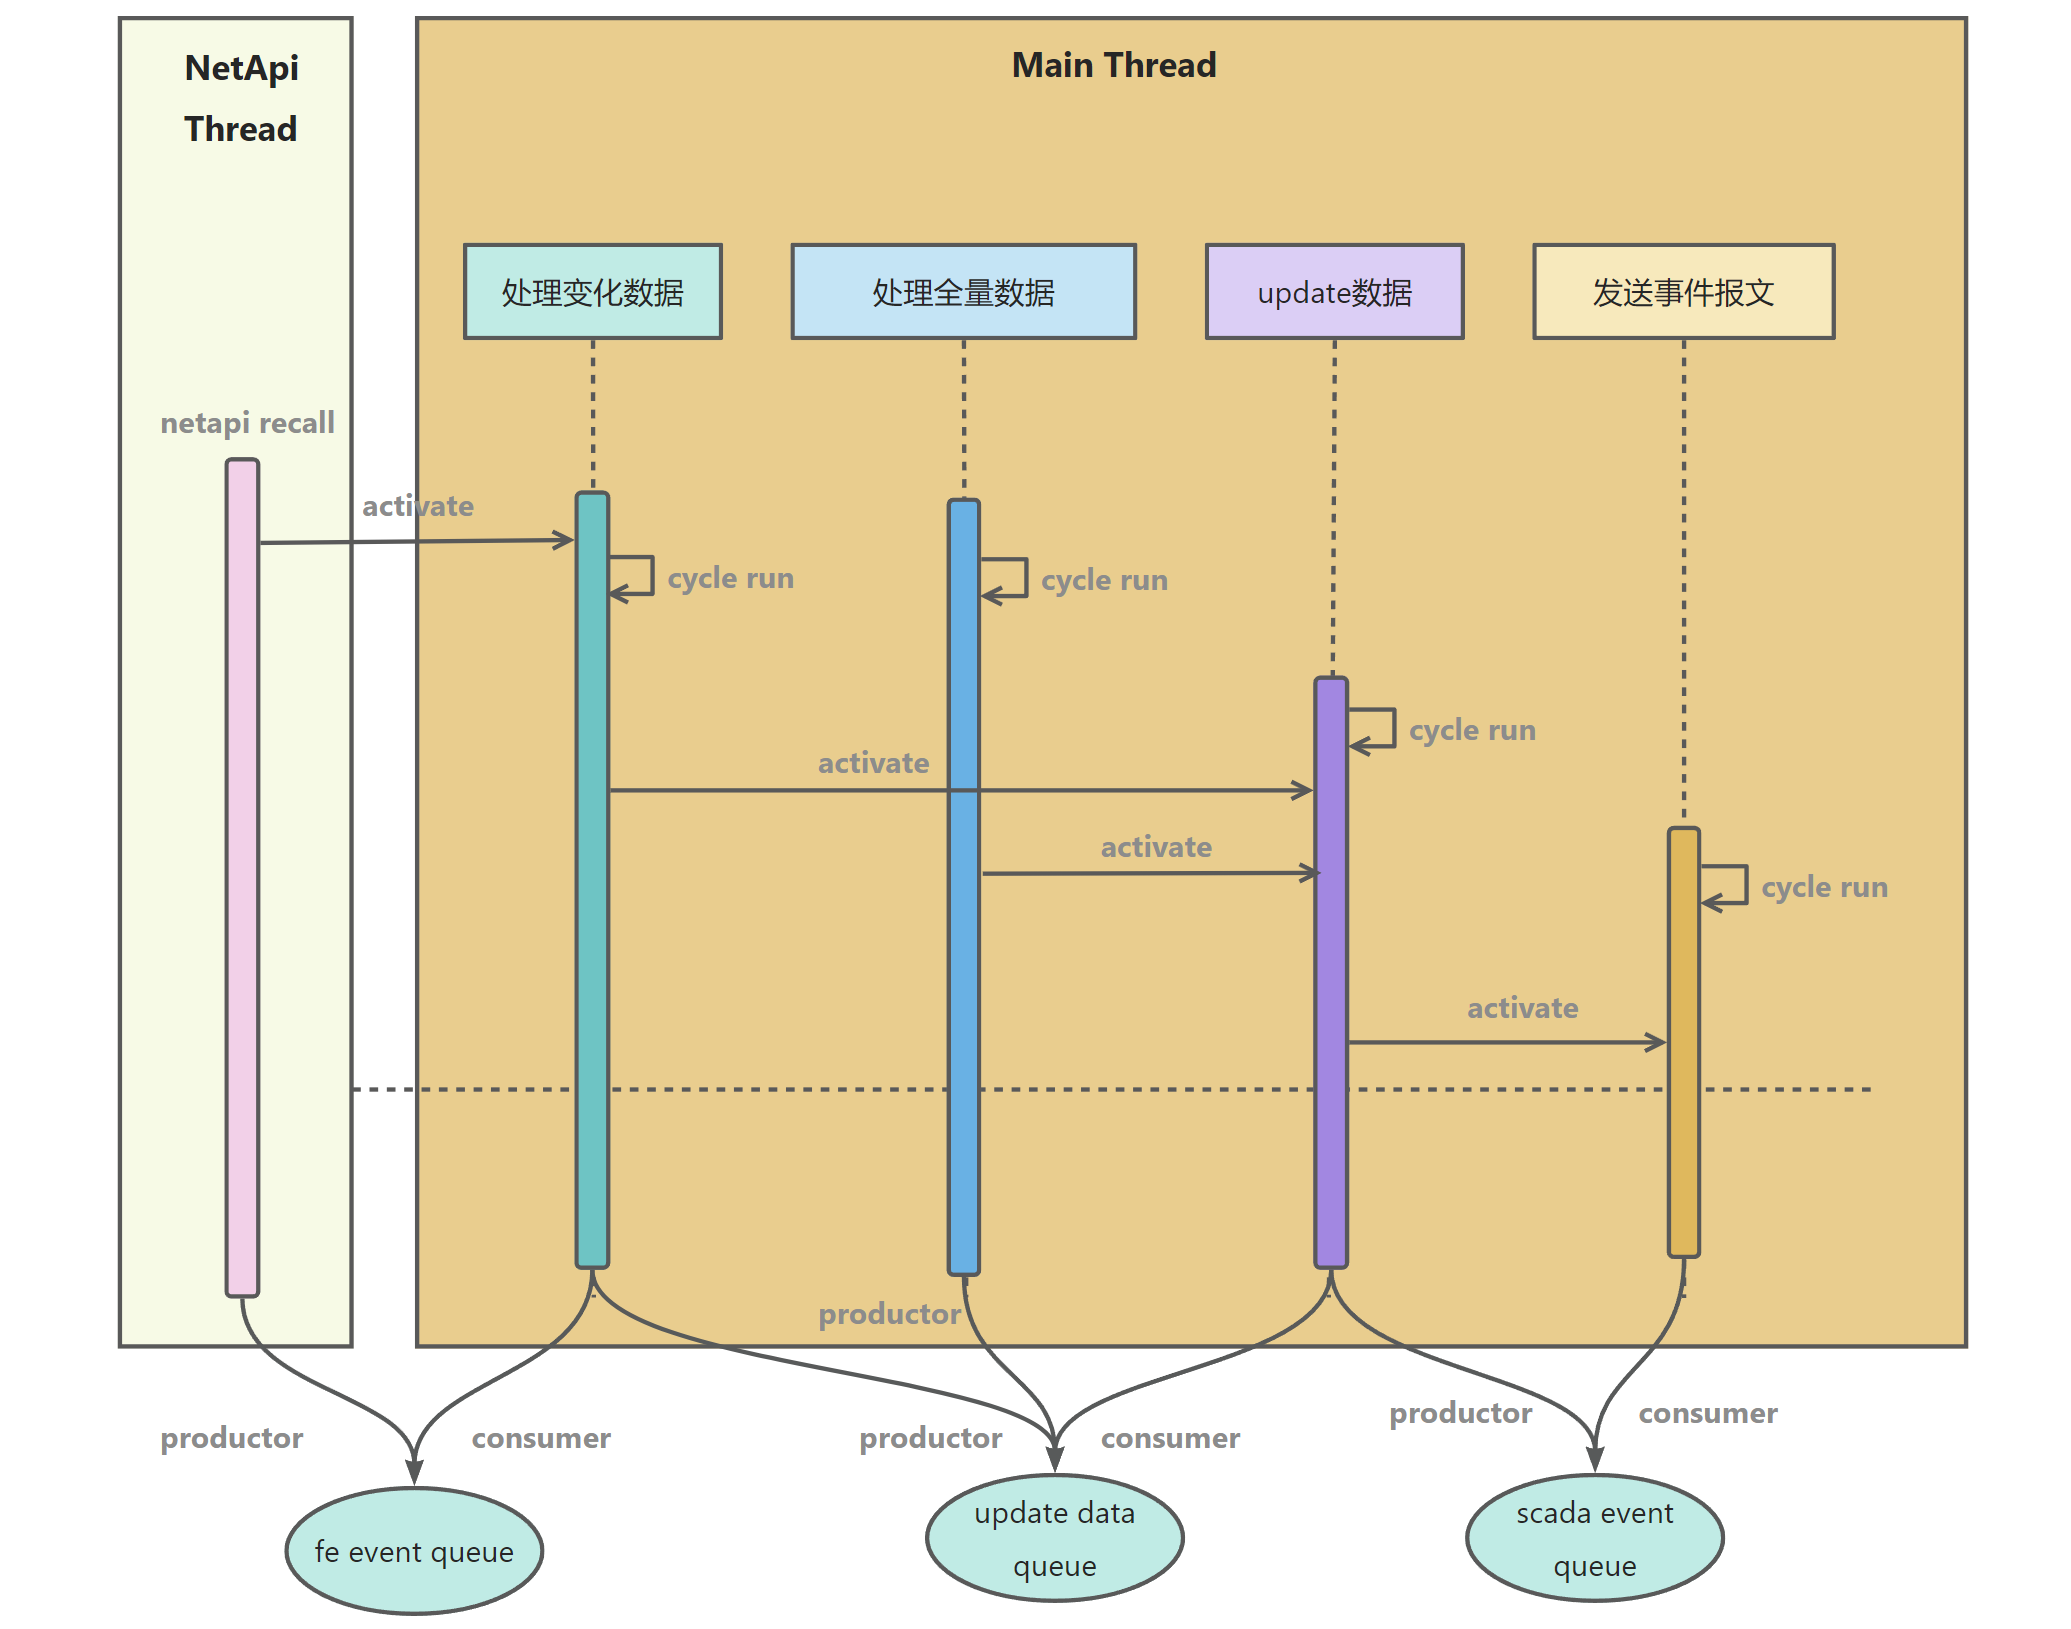 NetApi
Thread
Main Thread
处理变化数据
处理全量数据
update数据
发送事件报文
netapi recall
activate
cycle run
cycle run
cycle run
activate
activate
cycle run
activate
productor
productor
consumer
productor
consumer
productor
consumer
fe event queue
update data
queue
scada event
queue